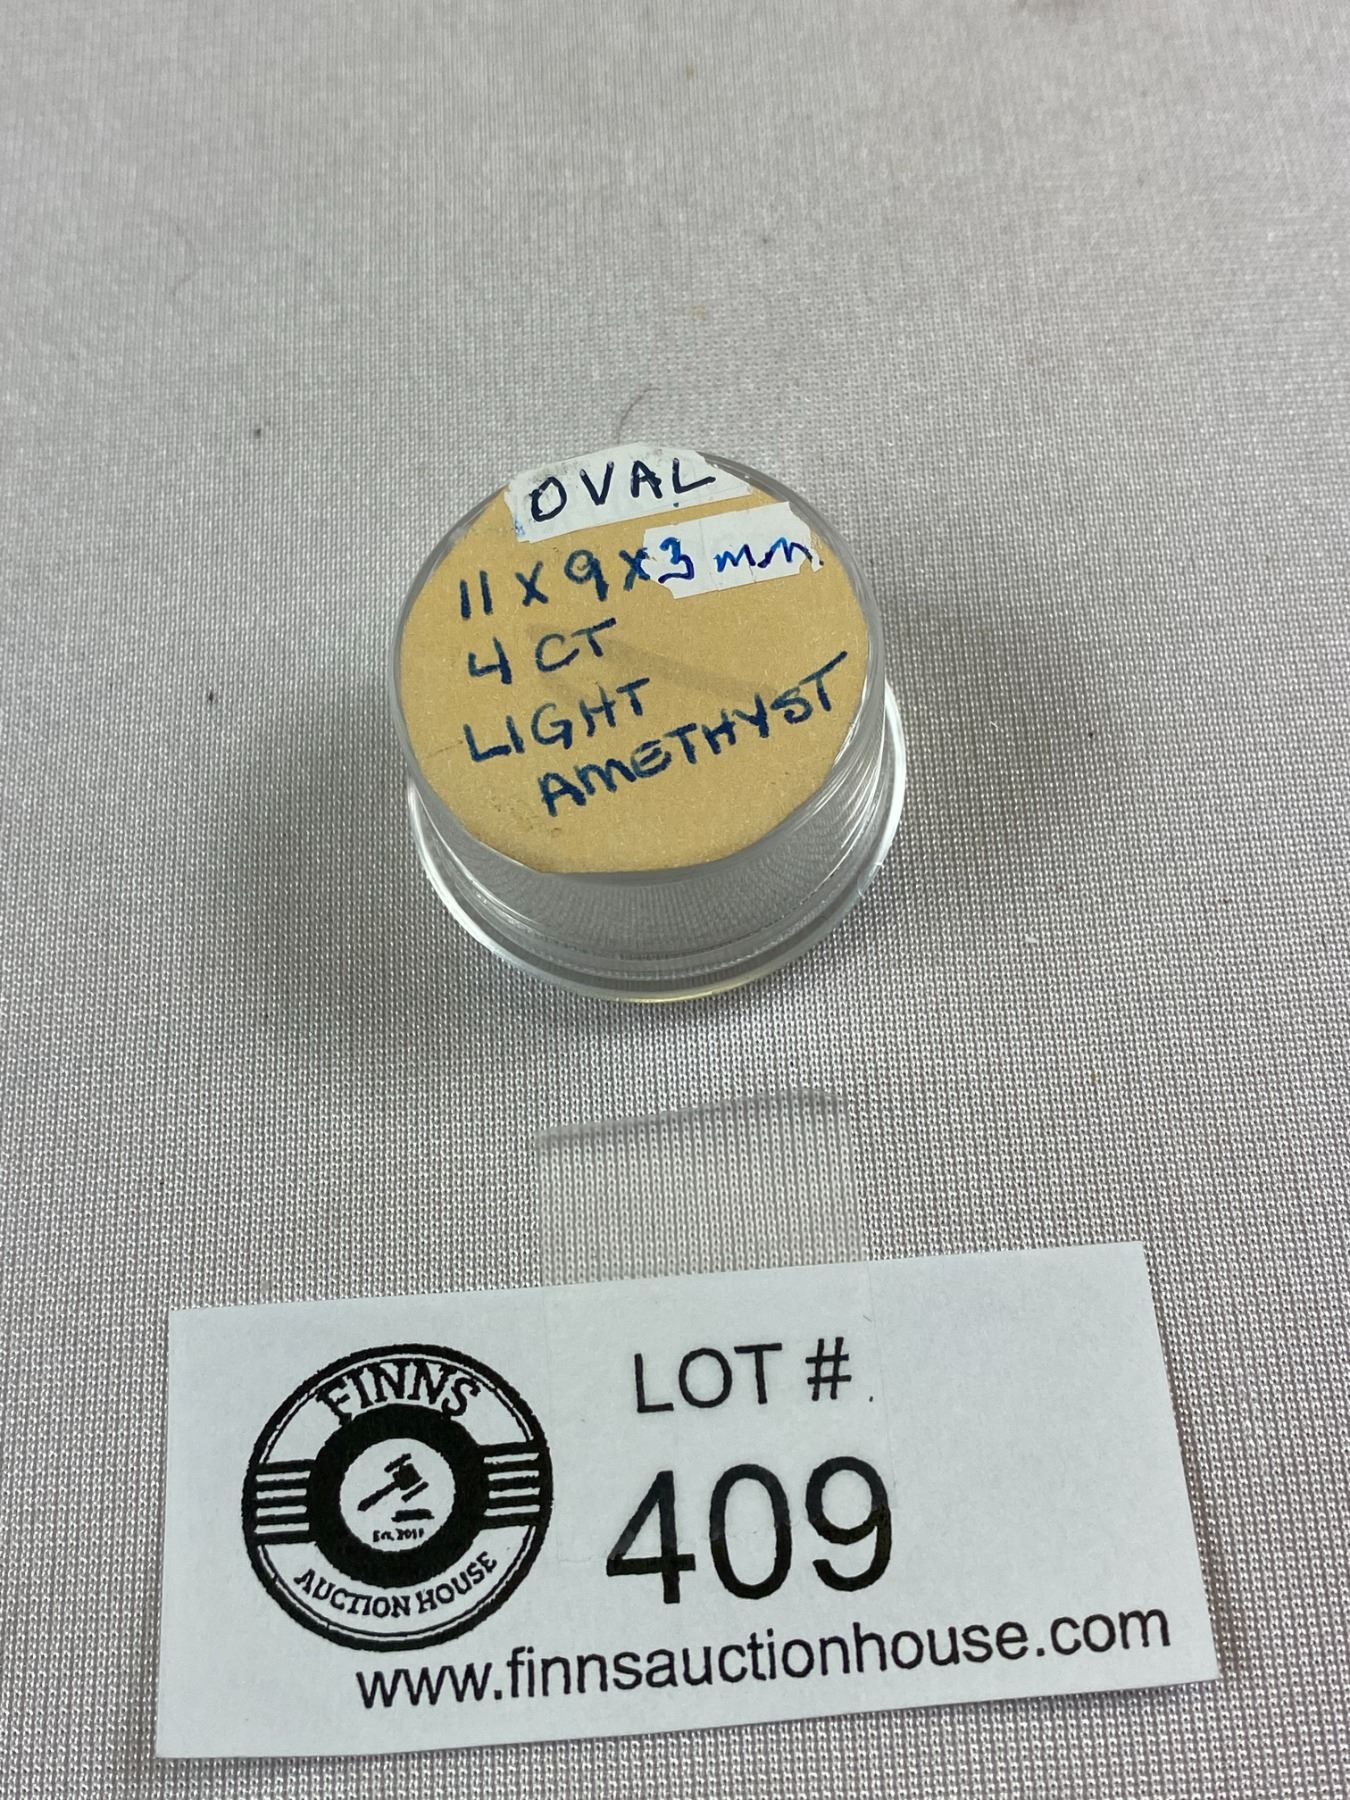 OVAL
11 x 9 x 3 mm
4 CT
LIGHT
AMETHYST
FINNS
AUCTION HOUSE
LOT #
409
www.finnsauctionhouse.com